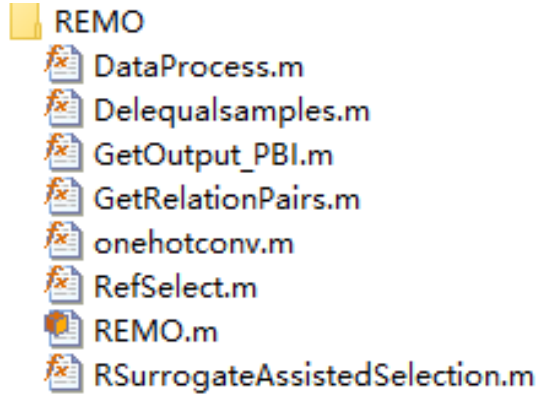 REMO
DataProcess.m
Delequalsamples.m
GetOutput_PBI.m
GetRelationPairs.m
onehotconv.m
RefSelect.m
REMO.m
RSurrogateAssistedSelection.m